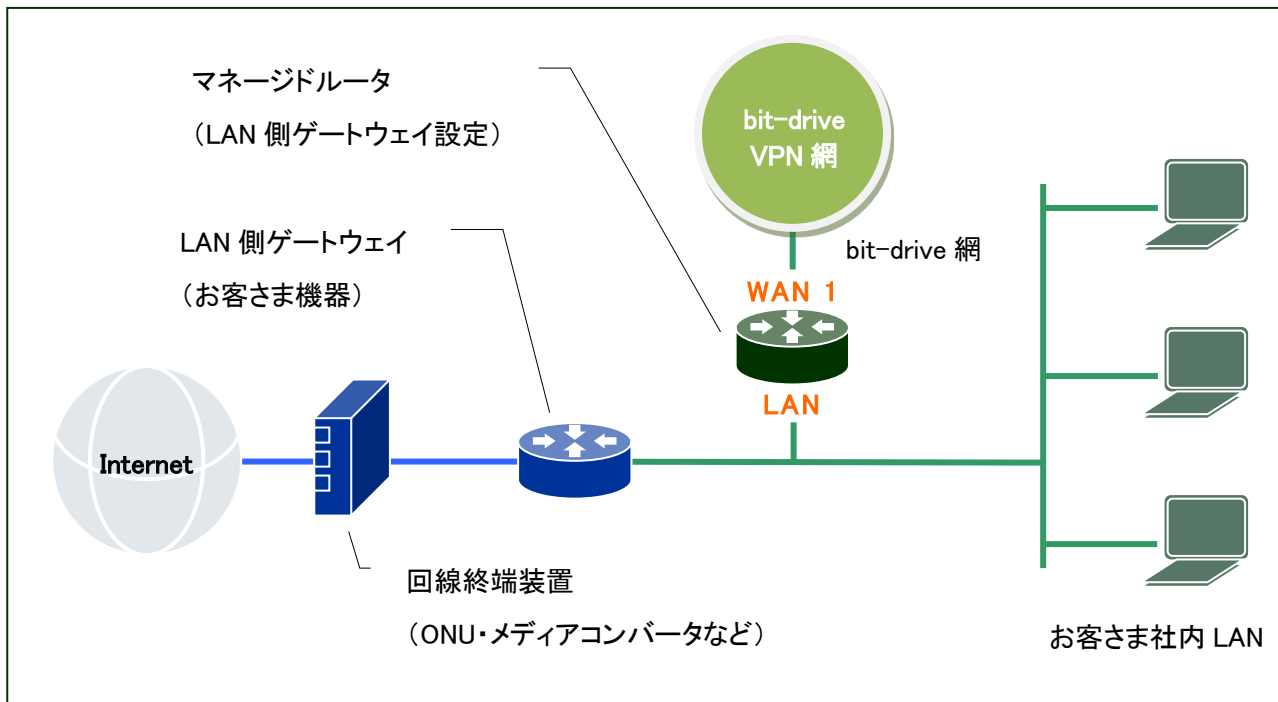 マネージドルータ
（LAN 側ゲートウェイ設定）
bit-drive
VPN 網
LAN 側ゲートウェイ
（お客さま機器）
bit-drive 網
WAN 1
LAN
Internet
回線終端装置
（ONU・メディアコンバータなど）
お客さま社内 LAN